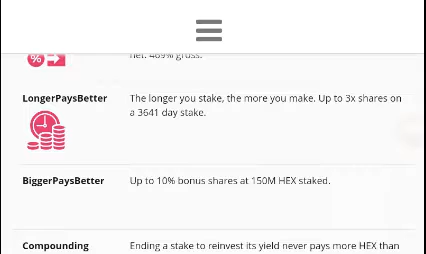 net. 469% gross.
LongerPaysBetter
The longer you stake, the more you make. Up to 3x shares on
a 3641 day stake.
BiggerPaysBetter
Up to 10% bonus shares at 150M HEX staked.
Compounding
Ending a stake to reinvest its yield never pays more HEX than